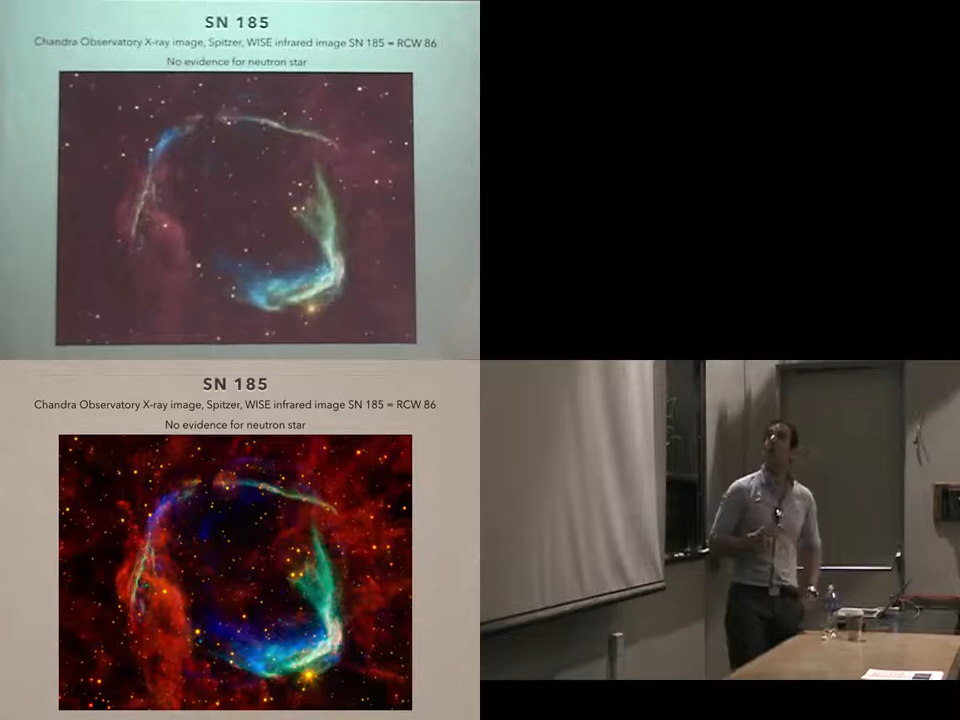 SN 185
Chandra Observatory X-ray image, Spitzer, WISE infrared image SN 185 = RCW 86
No evidence for neutron star
SN 185
Chandra Observatory X-ray image, Spitzer, WISE infrared image SN 185 = RCW 86
No evidence for neutron star